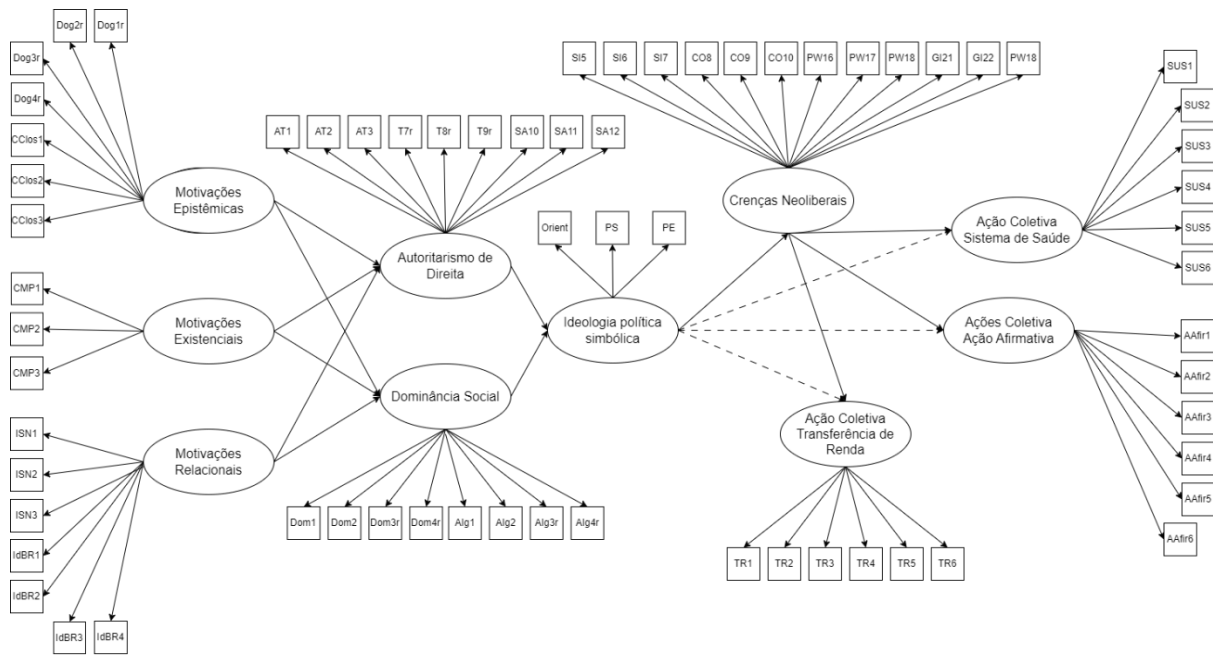 Dog2r
Dog1r
Dog3r
Dog4r
CClos1
CClos2
CClos3
Motivações
Epistêmicas
CMP1
CMP2
CMP3
Motivações
Existenciais
ISN1
ISN2
ISN3
IdBR1
IdBR2
IdBR3
IdBR4
Motivações
Relacionais
AT1
AT2
AT3
T7r
T8r
T9r
SA10
SA11
SA12
Autoritarismo de
Direita
Dominância Social
Dom1
Dom2
Dom3r
Dom4r
Alg1
Alg2
Alg3r
Alg4r
Orient
PS
PE
Ideologia política
simbólica
SI5
SI6
SI7
CO8
CO9
CO10
PW16
PW17
PW18
GI21
GI22
PW18
Crenças Neoliberais
Ação Coletiva
Sistema de Saúde
SUS1
SUS2
SUS3
SUS4
SUS5
SUS6
Ações Coletiva
Ação Afirmativa
AAfir1
AAfir2
AAfir3
AAfir4
AAfir5
AAfir6
Ação Coletiva
Transferência de
Renda
TR1
TR2
TR3
TR4
TR5
TR6